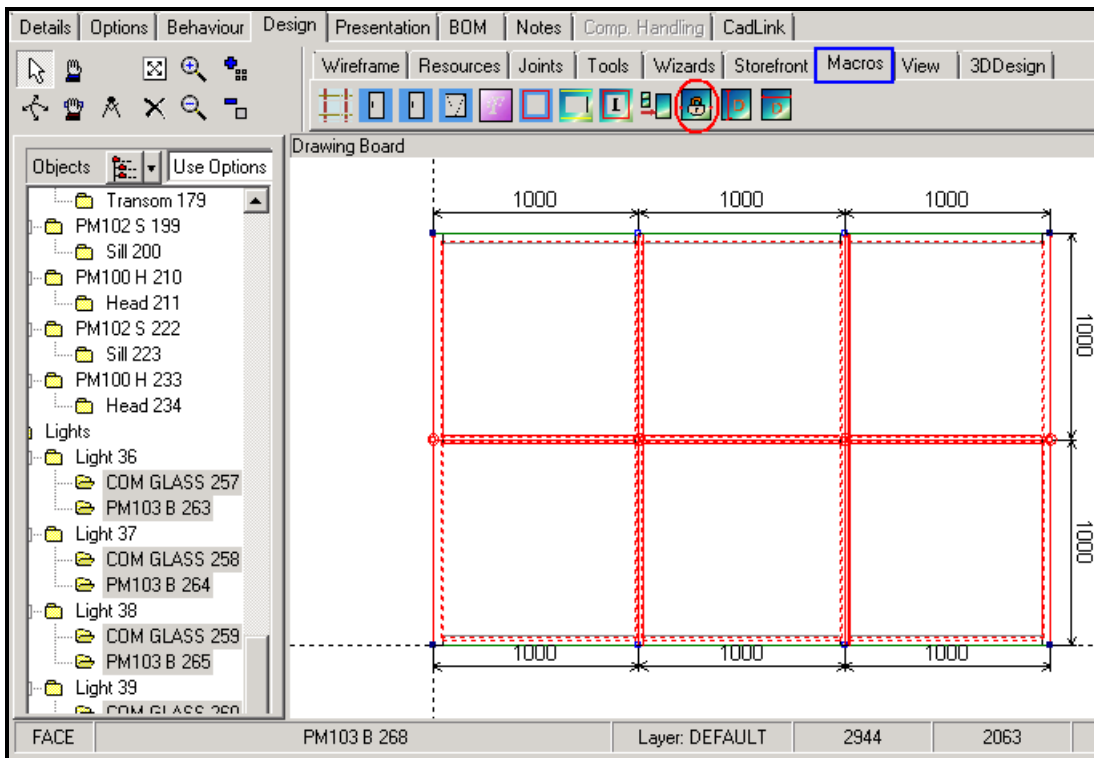 Details Options Behaviour Design Presentation BOM Notes Comp. Handling CadLink
Wireframe Resources Joints Tools Wizards Storefront Macros View 3DDesign
Objects Use Options
Drawing Board
Transom 179
PM102 S 199
Sill 200
PM100 H 210
Head 211
PM102 S 222
Sill 223
PM100 H 233
Head 234
Lights
Light 36
COM GLASS 257
PM103 B 263
Light 37
COM GLASS 258
PM103 B 264
Light 38
COM GLASS 259
PM103 B 265
Light 39
COM GLASS 260
1000 1000 1000
1000
1000
1000 1000 1000
FACE PM103 B 268 Layer: DEFAULT 2944 2063